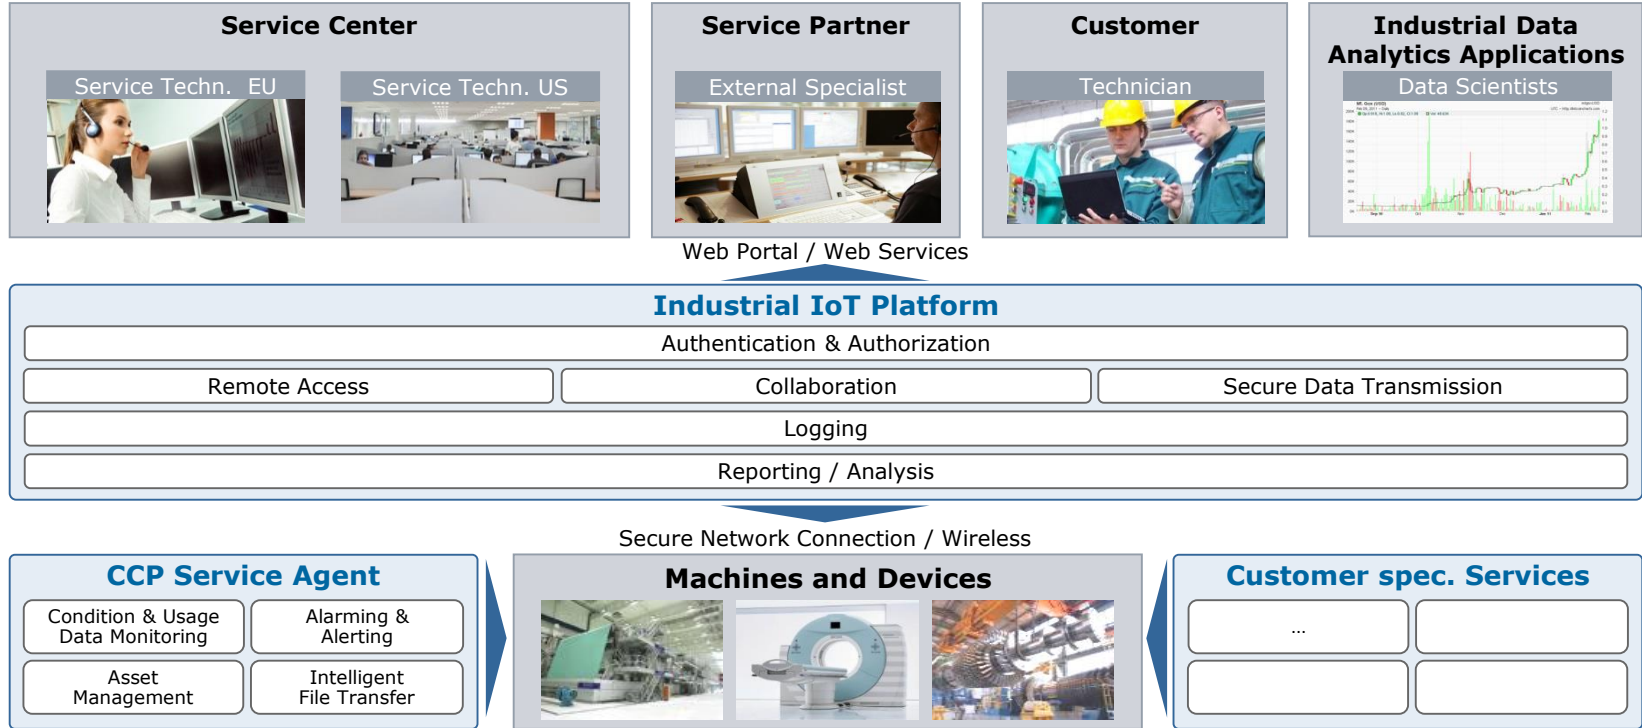 Service Center
Service Partner
Customer
Industrial Data
Analytics Applications
Service Techn. EU
Service Techn. US
External Specialist
Technician
Data Scientists
Web Portal / Web Services
Industrial IoT Platform
Authentication & Authorization
Remote Access
Collaboration
Secure Data Transmission
Logging
Reporting / Analysis
Secure Network Connection / Wireless
CCP Service Agent
Condition & Usage
Data Monitoring
Alarming &
Alerting
Asset
Management
Intelligent
File Transfer
Machines and Devices
Customer spec. Services
...